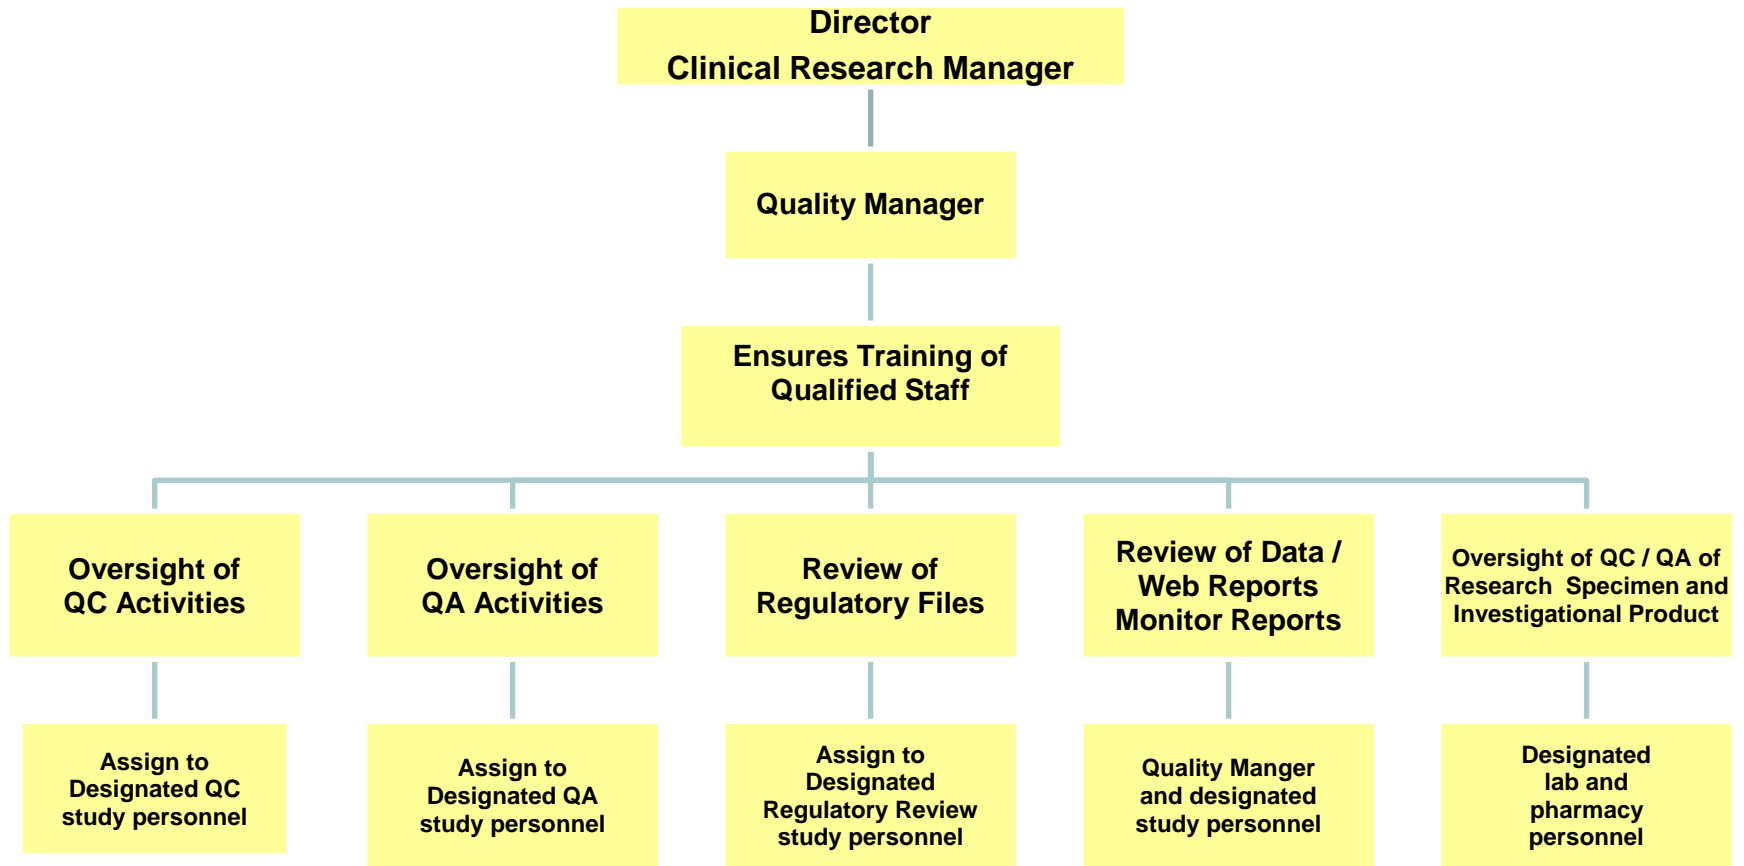 Director
Clinical Research Manager
Quality Manager
Ensures Training of
Qualified Staff
Oversight of
QC Activities
Oversight of
QA Activities
Review of
Regulatory Files
Review of Data /
Web Reports
Monitor Reports
Oversight of QC / QA of
Research Specimen and
Investigational Product
Assign to
Designated QC
study personnel
Assign to
Designated QA
study personnel
Assign to
Designated
Regulatory Review
study personnel
Quality Manger
and designated
study personnel
Designated
lab and
pharmacy
personnel